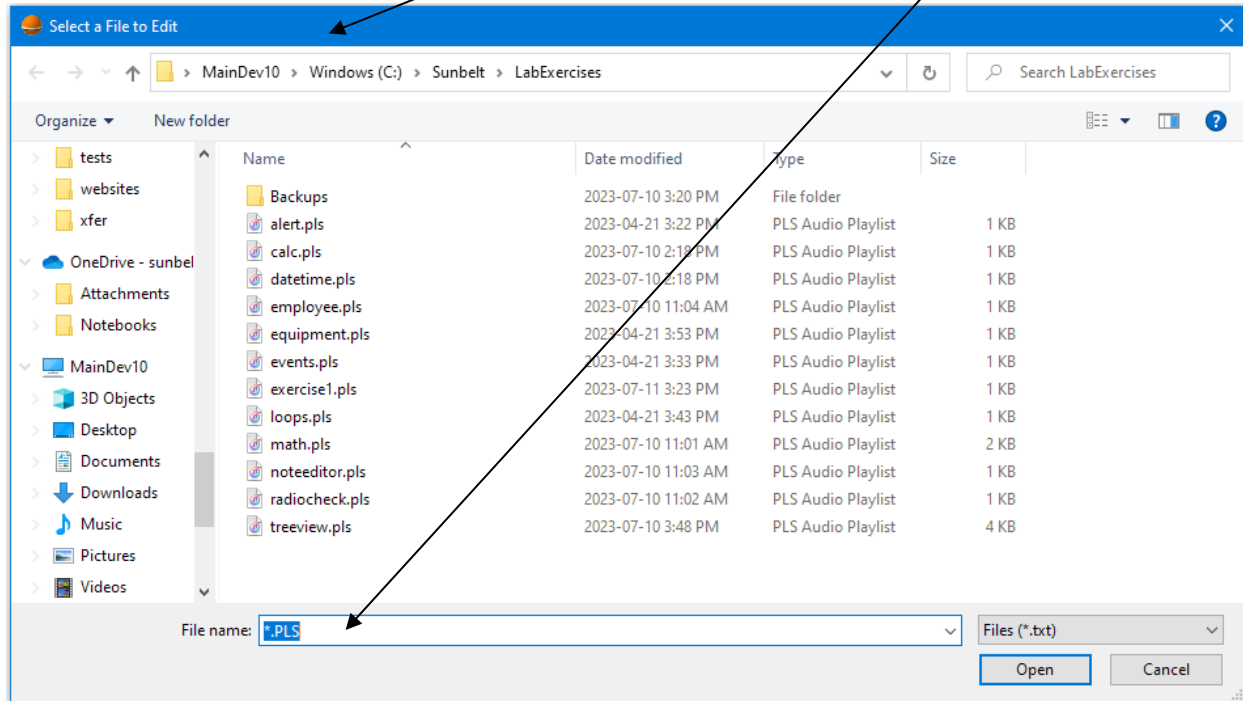 Select a File to Edit
MainDev10 › Windows (C:) › Sunbelt › LabExercises
Search LabExercises
Organize
New folder
Name Date modified Type Size
tests
websites
xfer
OneDrive - sunbel
Attachments
Notebooks
MainDev10
3D Objects
Desktop
Documents
Downloads
Music
Pictures
Videos
Backups 2023-07-10 3:20 PM File folder
alert.pls 2023-04-21 3:22 PM PLS Audio Playlist 1 KB
calc.pls 2023-07-10 2:18 PM PLS Audio Playlist 1 KB
datetime.pls 2023-07-10 2:18 PM PLS Audio Playlist 1 KB
employee.pls 2023-07-10 11:04 AM PLS Audio Playlist 1 KB
equipment.pls 2023-04-21 3:53 PM PLS Audio Playlist 1 KB
events.pls 2023-04-21 3:33 PM PLS Audio Playlist 1 KB
exercise1.pls 2023-07-11 3:23 PM PLS Audio Playlist 1 KB
loops.pls 2023-04-21 3:43 PM PLS Audio Playlist 1 KB
math.pls 2023-07-10 11:01 AM PLS Audio Playlist 2 KB
noteeditor.pls 2023-07-10 11:03 AM PLS Audio Playlist 1 KB
radiocheck.pls 2023-07-10 11:02 AM PLS Audio Playlist 1 KB
treeview.pls 2023-07-10 3:48 PM PLS Audio Playlist 4 KB
File name: *.PLS
Files (*.txt)
Open
Cancel